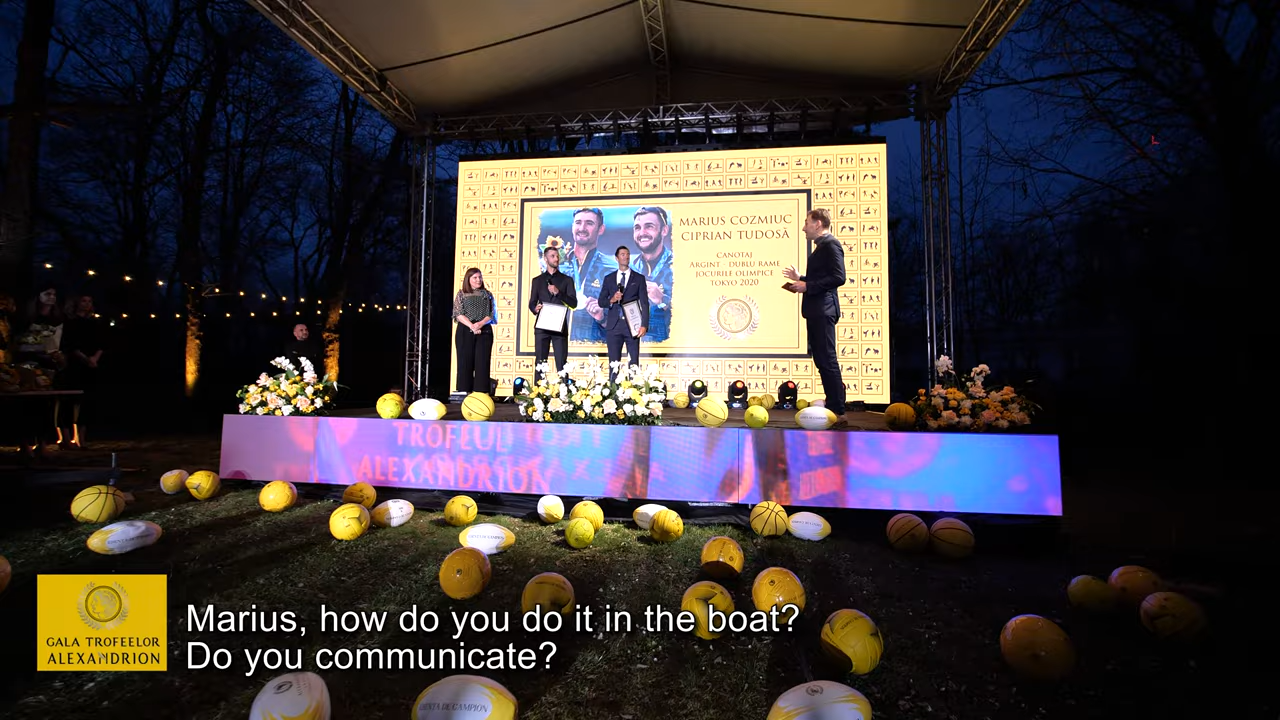 MARIUS COZMIUC
CIPRIAN TUDOSĂ
CANOTAJ
ARGINT - DUBLU RAME
JOCURILE OLIMPICE
TOKYO 2020
TROFEUL
ALEXANDRION
GALA TROFEELOR
ALEXANDRION
Marius, how do you do it in the boat?
Do you communicate?